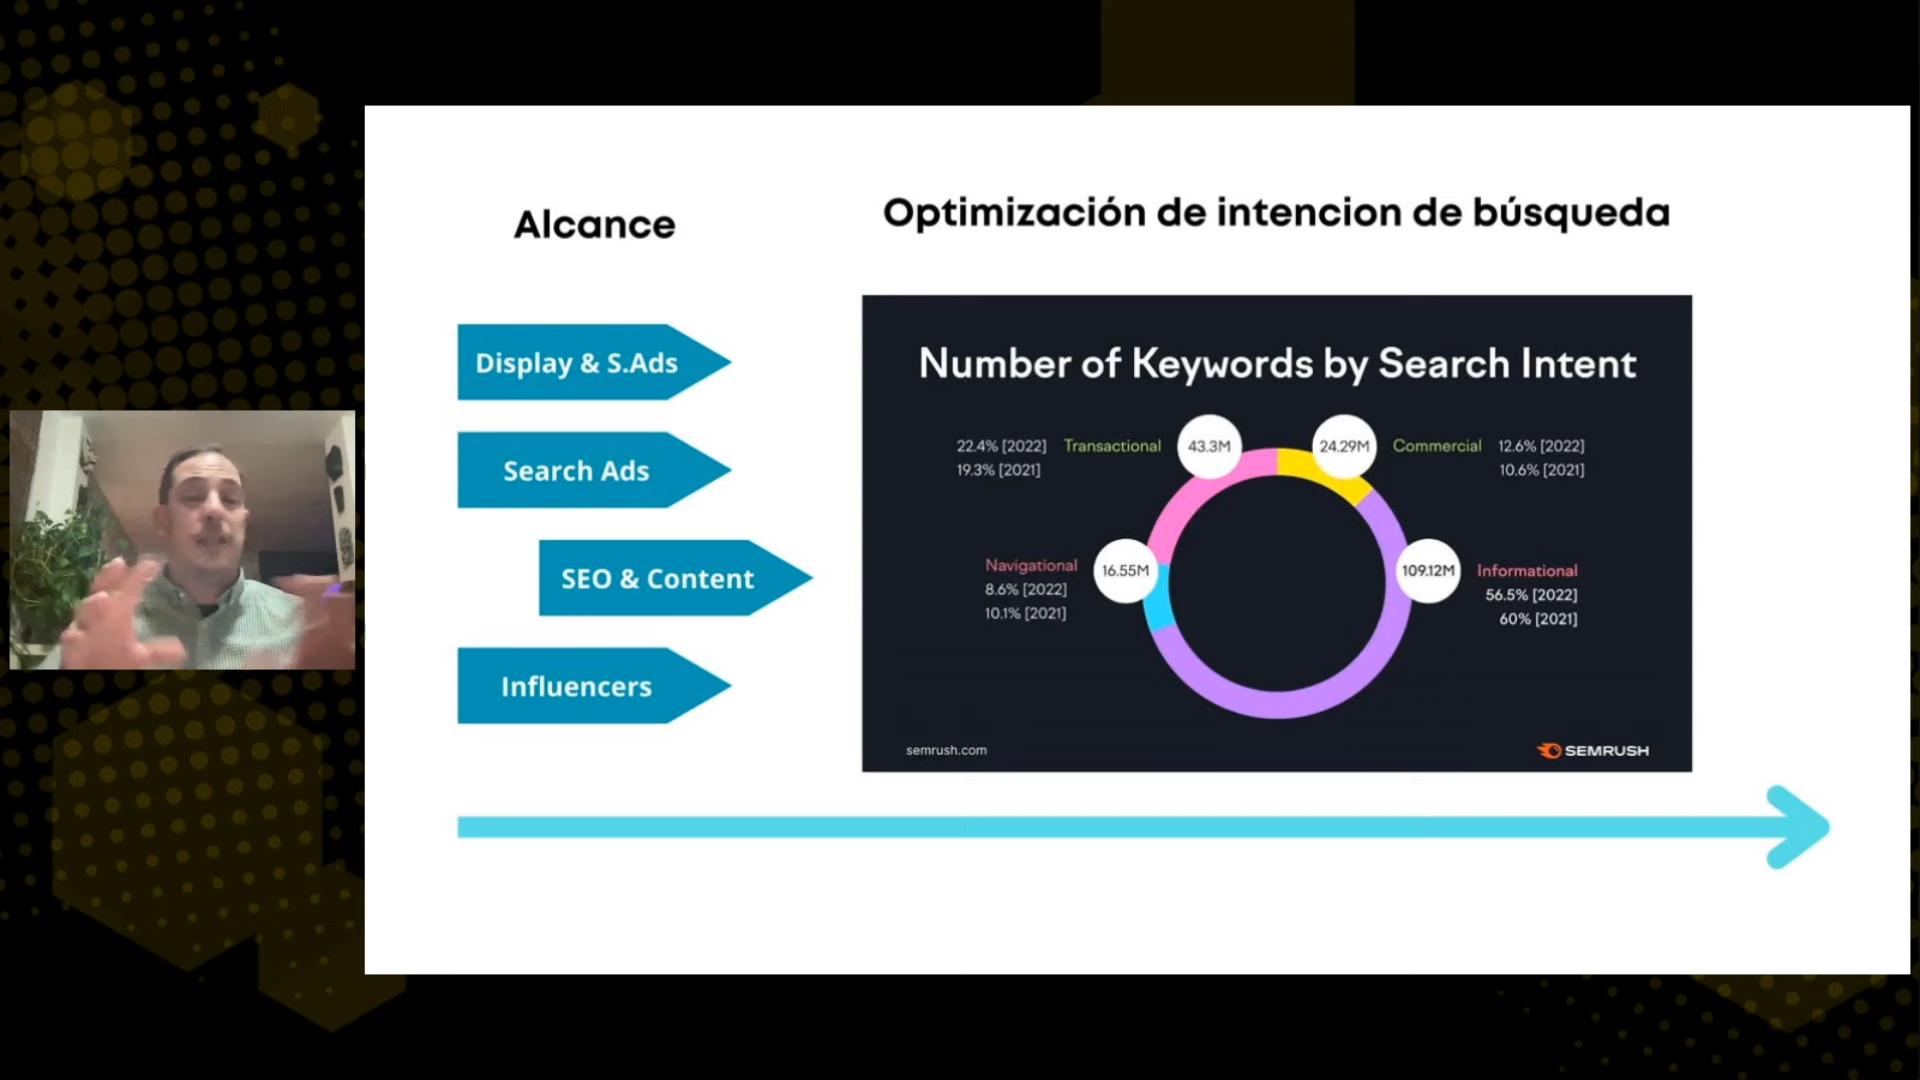 Alcance
Optimización de intencion de búsqueda
Display & S.Ads
Search Ads
SEO & Content
Influencers
Number of Keywords by Search Intent
22.4% [2022] Transactional 43.3M
19.3% [2021]
24.29M Commercial 12.6% [2022]
10.6% [2021]
Navigational 16.55M
8.6% [2022]
10.1% [2021]
109.12M Informational
56.5% [2022]
60% [2021]
semrush.com
SEMRUSH